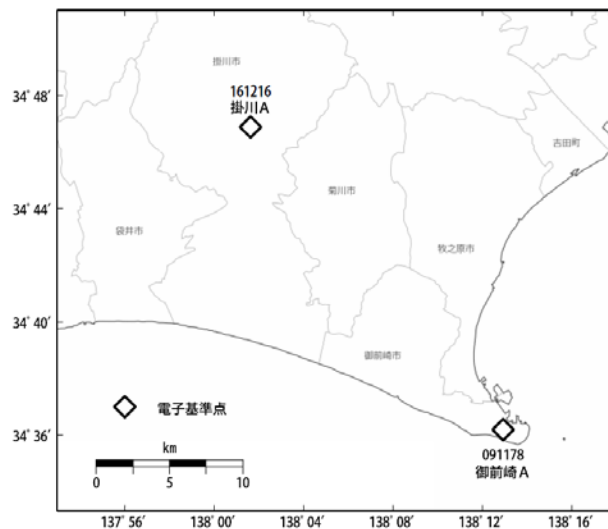 掛川市
34° 48′
161216
掛川A
吉田町
菊川市
34° 44′
袋井市
牧之原市
34° 40′
御前崎市
電子基準点
34° 36′
km
091178
御前崎A
0 5 10
137° 56′ 138° 00′ 138° 04′ 138° 08′ 138° 12′ 138° 16′